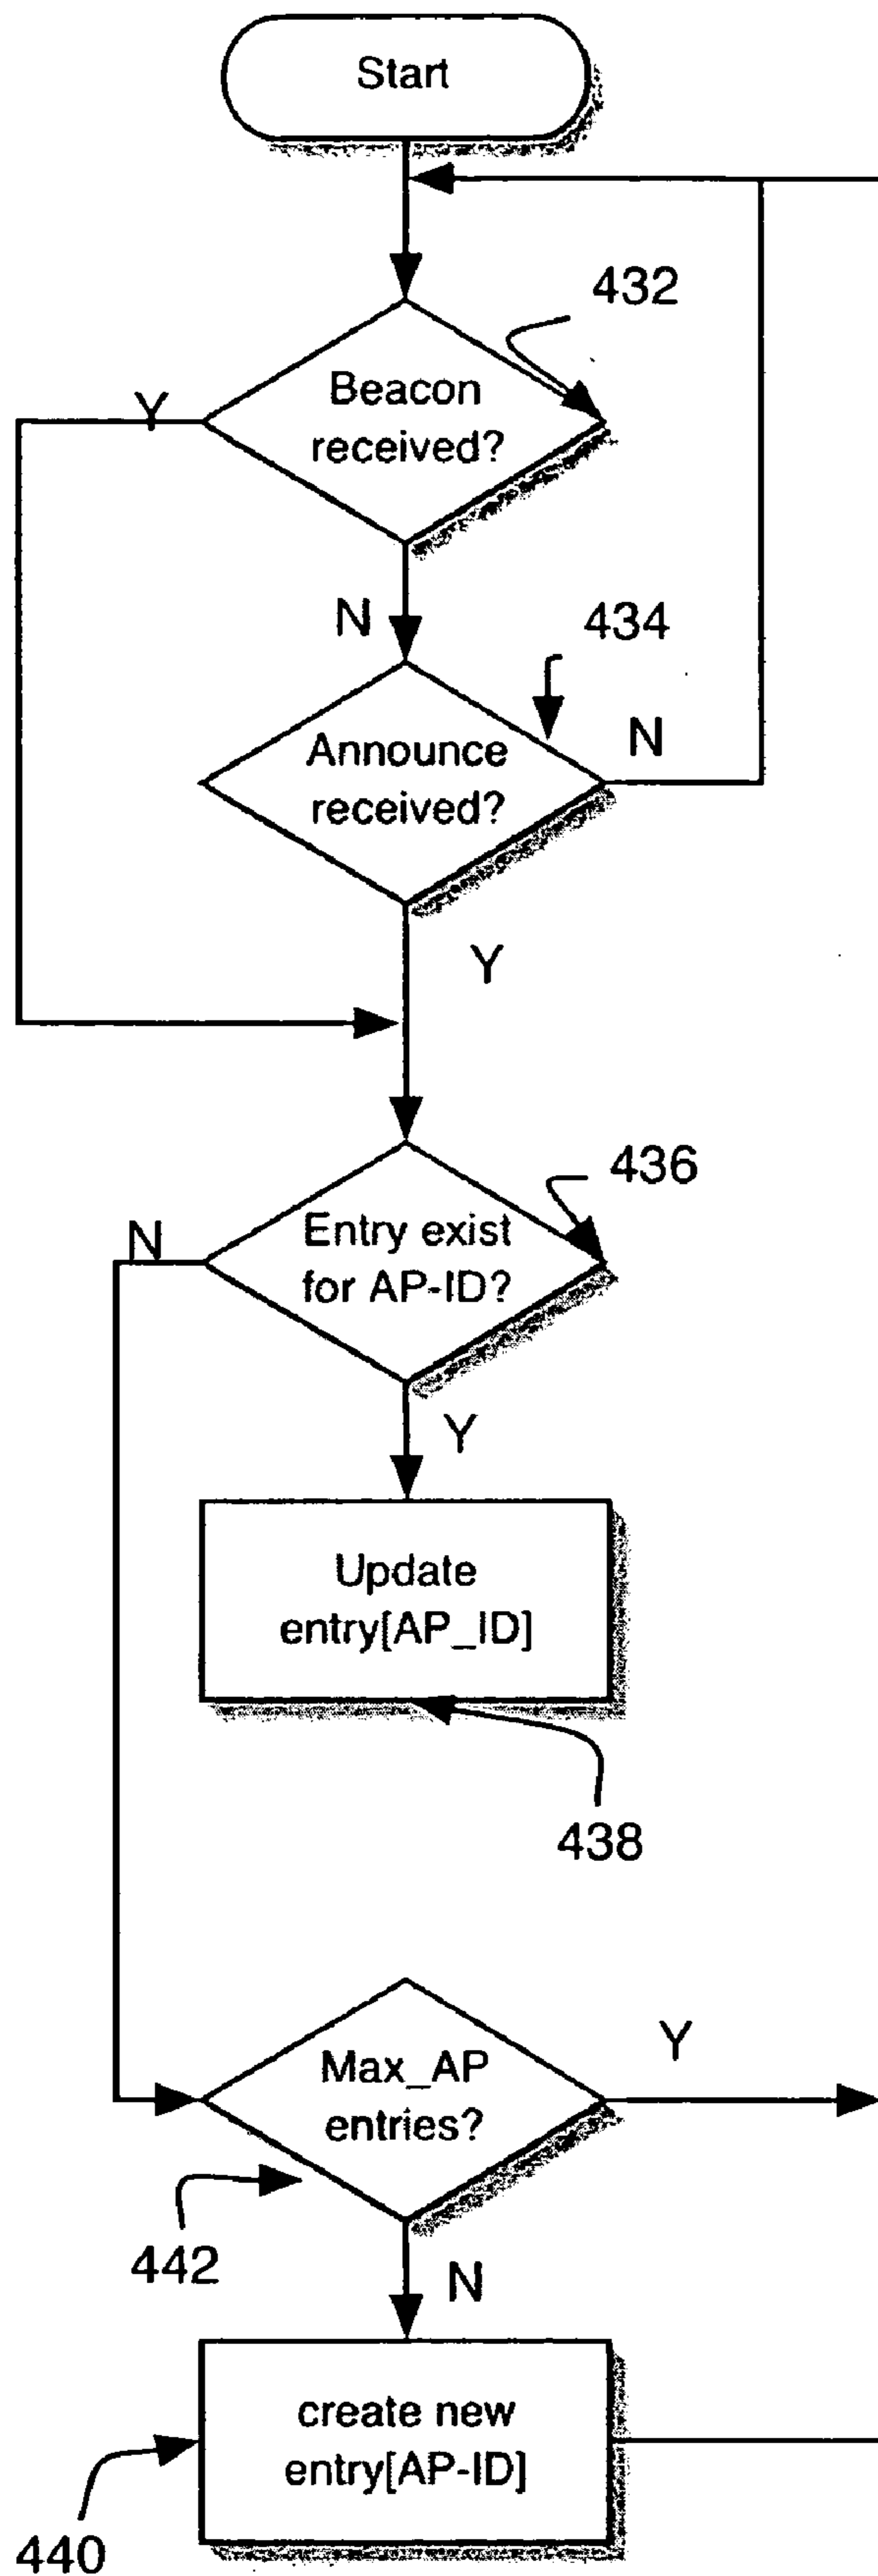 Start
432
Beacon
received?
Y
N
434
Announce
received?
N
Y
436
Entry exist
for AP-ID?
N
Y
Update
entry[AP_ID]
438
Max_AP
entries?
Y
442
N
create new
entry[AP-ID]
440